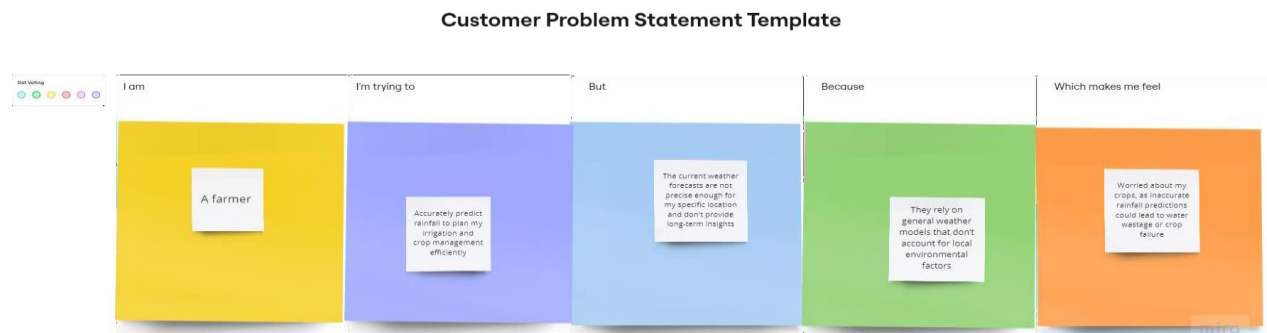 Customer Problem Statement Template
Dot Voting
I am
I'm trying to
But
Because
Which makes me feel
A farmer
Accurately predict
rainfall to plan my
irrigation and
crop management
efficiently
The current weather
forecasts are not
precise enough for
my specific location
and don't provide
long-term insights
They rely on
general weather
models that don't
account for local
environmental
factors
Worried about my
crops, as inaccurate
rainfall predictions
could lead to water
wastage or crop
failure
miro